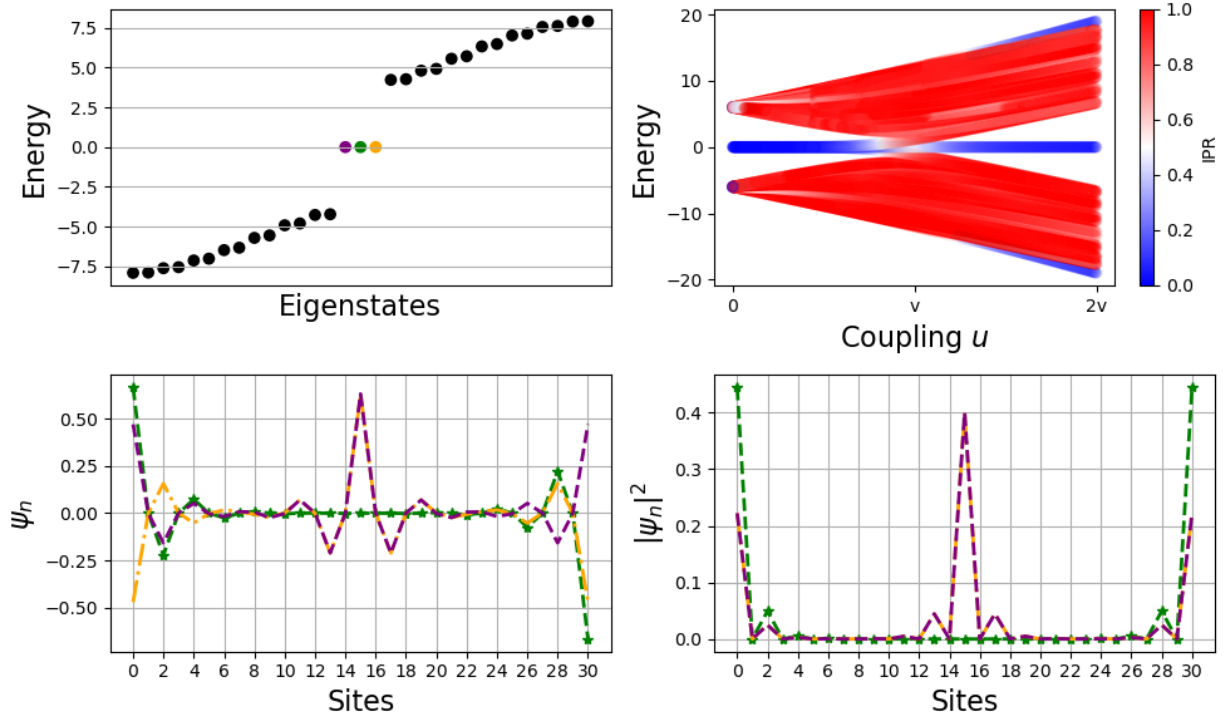 7.5
5.0
2.5
0.0
−2.5
−5.0
−7.5
Energy
Eigenstates
20
10
0
−10
−20
Energy
0 v 2v
Coupling u
1.0
0.8
0.6
0.4
0.2
0.0
IPR
0.50
0.25
0.00
−0.25
−0.50
ψn
0 2 4 6 8 10 12 14 16 18 20 22 24 26 28 30
Sites
0.4
0.3
0.2
0.1
0.0
|ψn|²
0 2 4 6 8 10 12 14 16 18 20 22 24 26 28 30
Sites